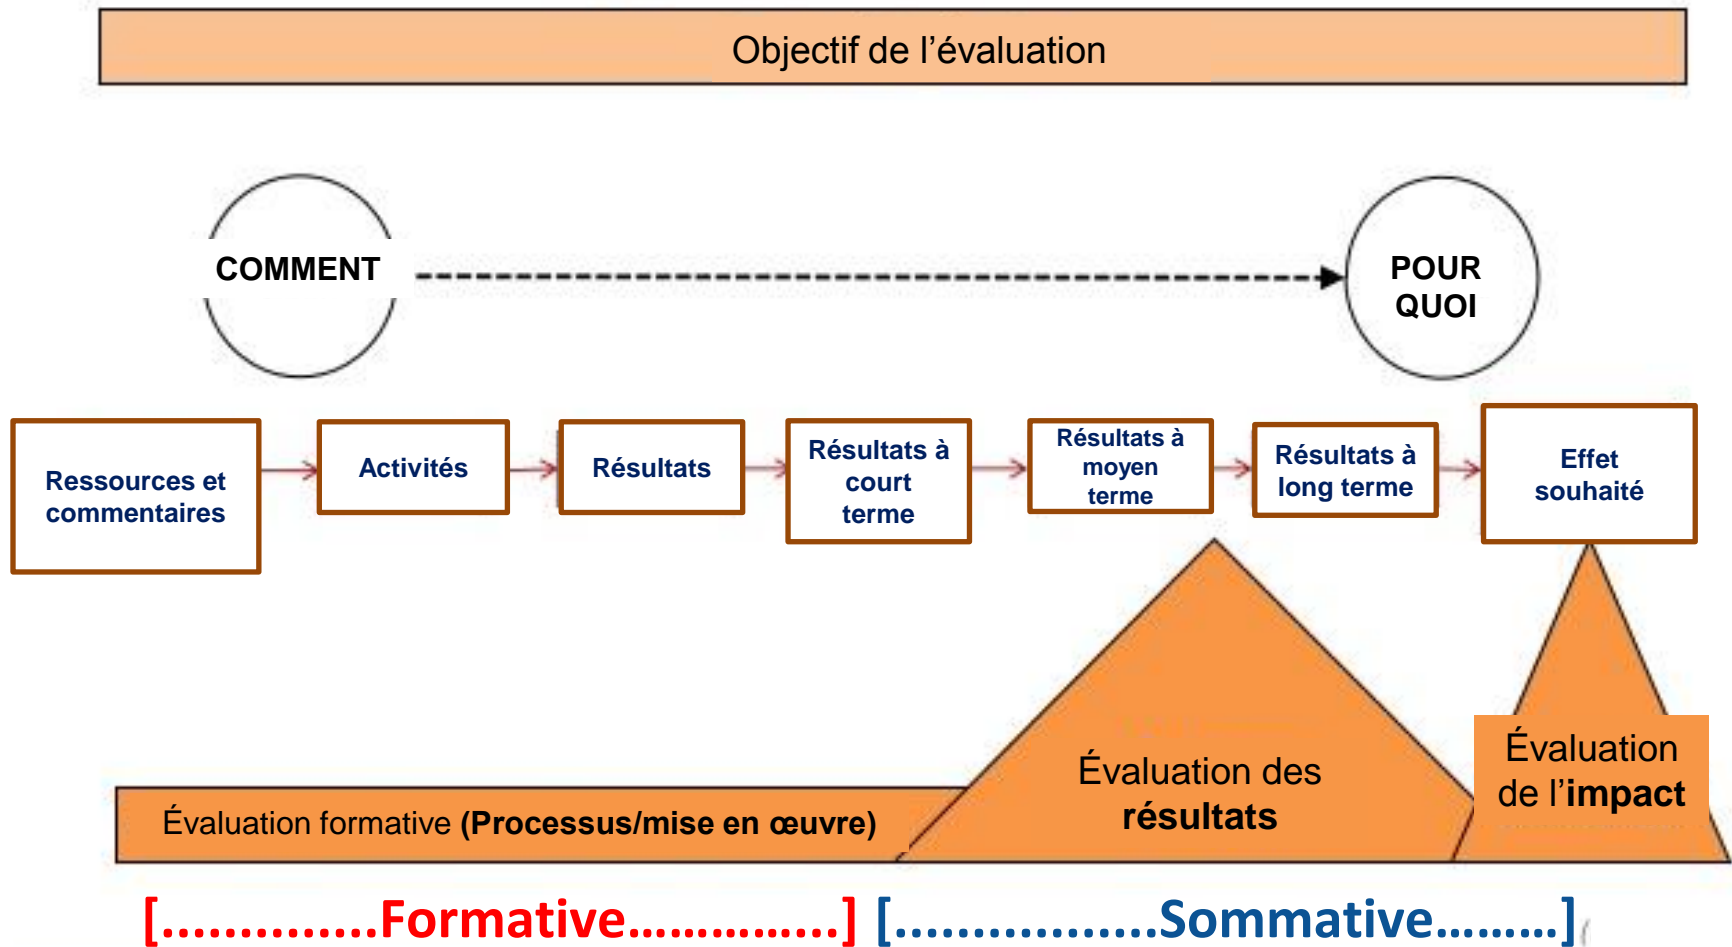 Objectif de l’évaluation
COMMENT
POUR
QUOI
Ressources et
commentaires
Activités
Résultats
Résultats à
court
terme
Résultats à
moyen
terme
Résultats à
long terme
Effet
souhaité
Évaluation formative (Processus/mise en œuvre)
Évaluation des
résultats
Évaluation
de l’impact
[..............Formative...............] [.................Sommative.........]